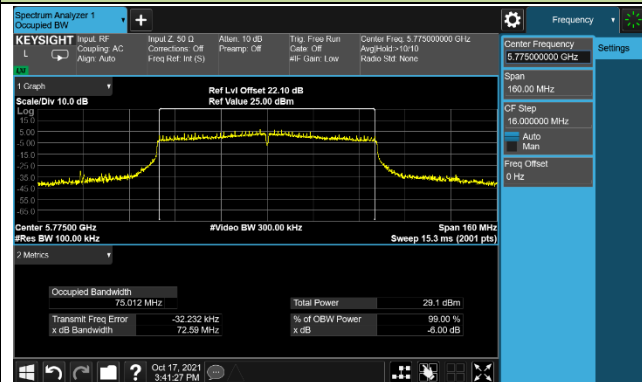 Spectrum Analyzer 1
Occupied BW
Frequency
KEYSIGHT
L
Input: RF
Coupling: AC
Align: Auto
Input Z: 50 Ω
Corrections: Off
Freq Ref: Int (S)
Atten: 10 dB
Preamp: Off
Trig: Free Run
Gate: Off
#IF Gain: Low
Center Freq: 5.775000000 GHz
Avg|Hold:>10/10
Radio Std: None
Center Frequency
5.775000000 GHz
Settings
Span
160.00 MHz
CF Step
16.000000 MHz
Auto
Man
Freq Offset
0 Hz
1 Graph
Scale/Div 10.0 dB
Ref Lvl Offset 22.10 dB
Ref Value 25.00 dBm
Log
15.0
5.00
-5.00
-15.0
-25.0
-35.0
-45.0
-55.0
-65.0
Center 5.77500 GHz
#Video BW 300.00 kHz
Span 160 MHz
#Res BW 100.00 kHz
Sweep 15.3 ms (2001 pts)
2 Metrics
Occupied Bandwidth
75.012 MHz
Total Power
29.1 dBm
Transmit Freq Error
-32.232 kHz
% of OBW Power
99.00 %
x dB Bandwidth
72.59 MHz
x dB
-6.00 dB
Oct 17, 2021
3:41:27 PM